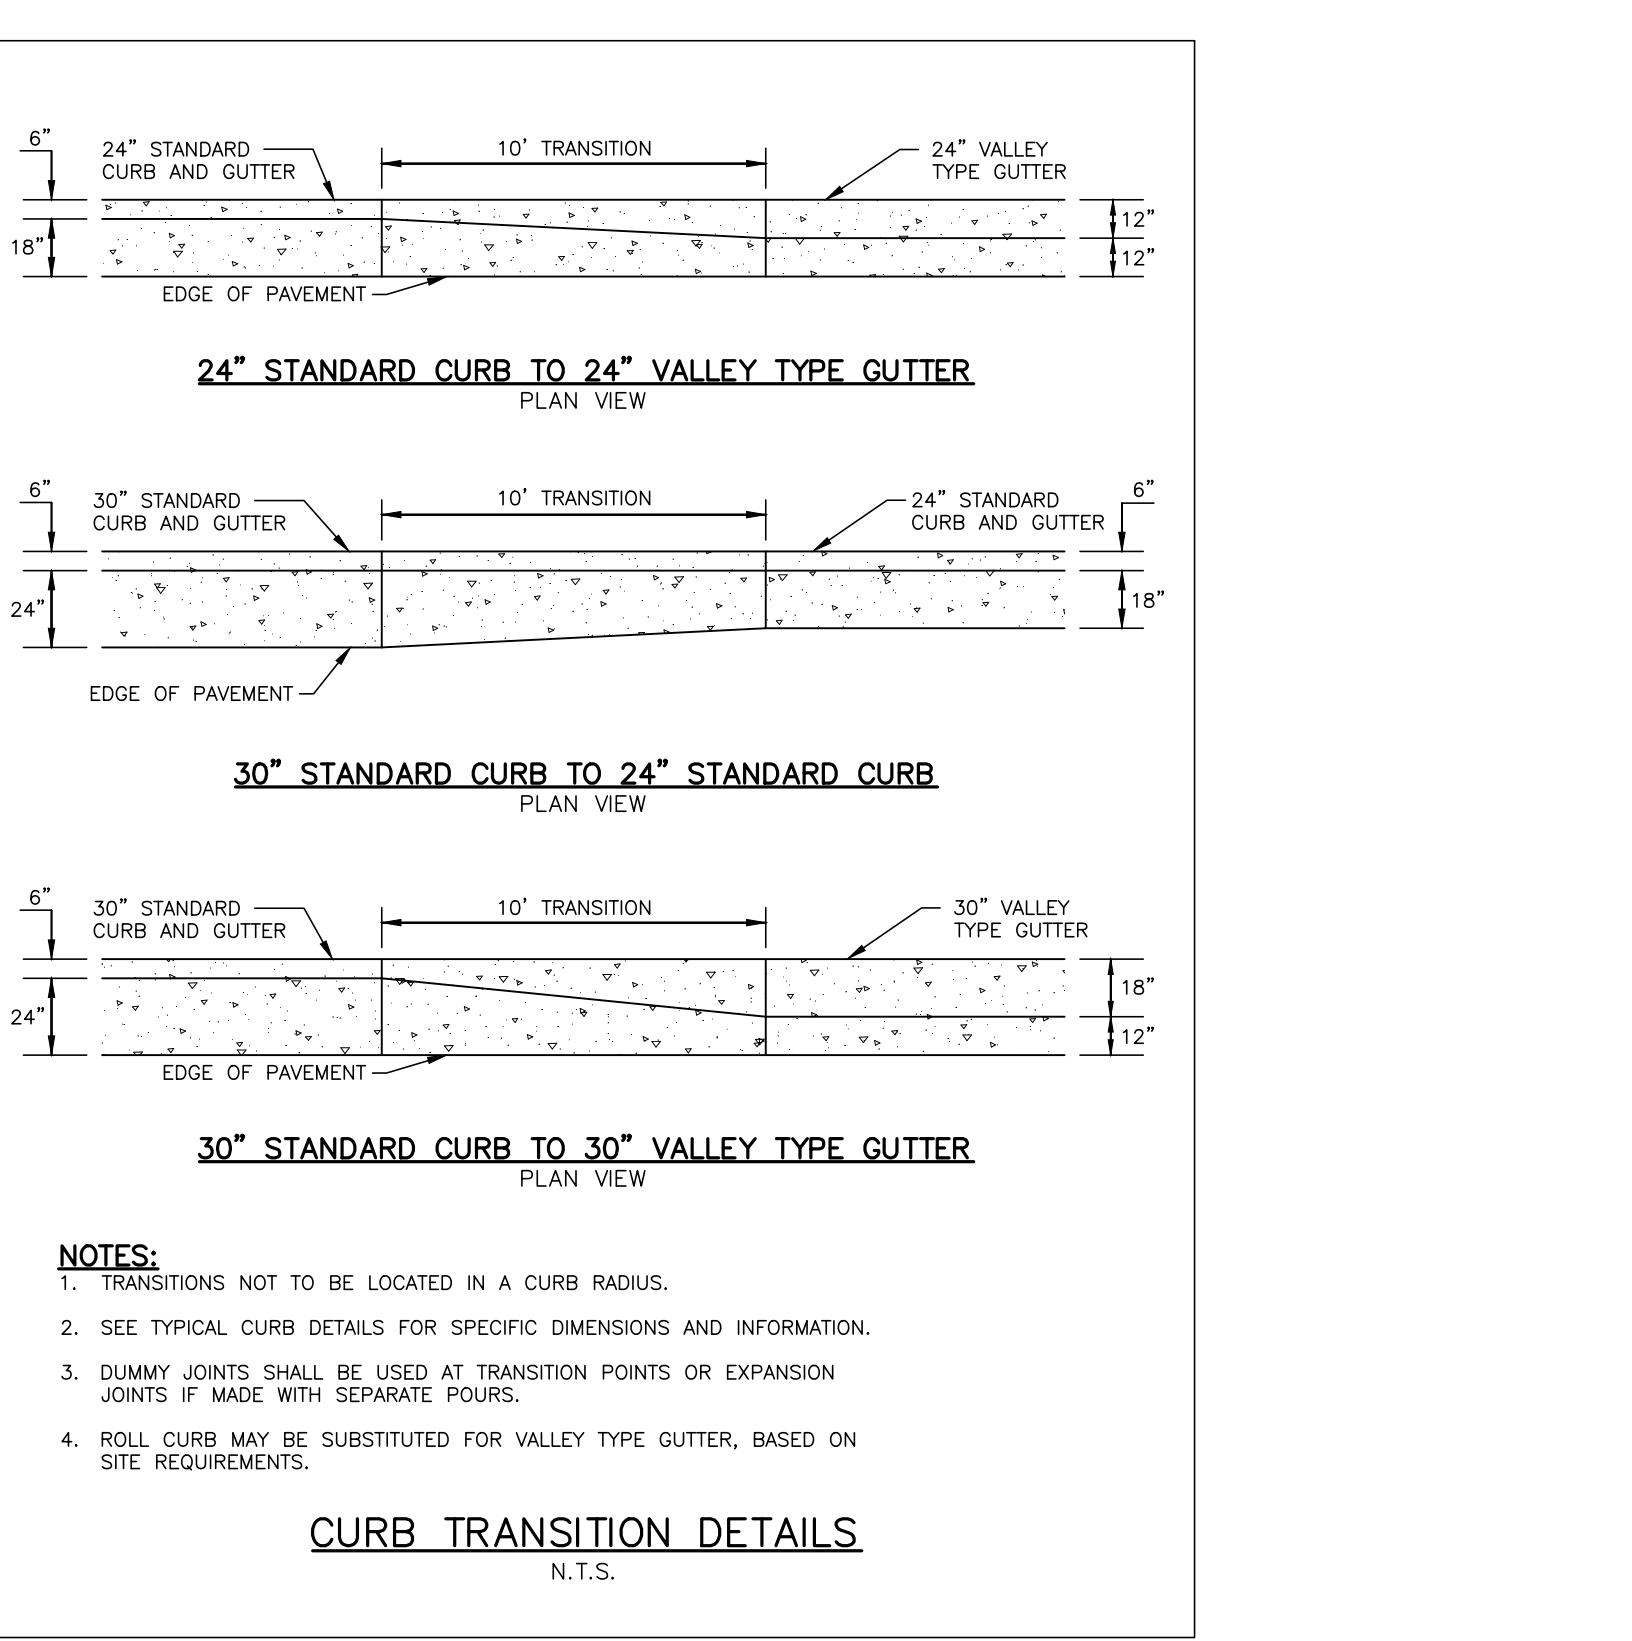 6”
24” STANDARD
CURB AND GUTTER
10’ TRANSITION
24” VALLEY
TYPE GUTTER
18”
12”
12”
EDGE OF PAVEMENT
24” STANDARD CURB TO 24” VALLEY TYPE GUTTER
PLAN VIEW
6”
30” STANDARD
CURB AND GUTTER
10’ TRANSITION
24” STANDARD
CURB AND GUTTER
6”
24”
18”
EDGE OF PAVEMENT
30” STANDARD CURB TO 24” STANDARD CURB
PLAN VIEW
6”
30” STANDARD
CURB AND GUTTER
10’ TRANSITION
30” VALLEY
TYPE GUTTER
24”
18”
12”
EDGE OF PAVEMENT
30” STANDARD CURB TO 30” VALLEY TYPE GUTTER
PLAN VIEW
NOTES:
1. TRANSITIONS NOT TO BE LOCATED IN A CURB RADIUS.
2. SEE TYPICAL CURB DETAILS FOR SPECIFIC DIMENSIONS AND INFORMATION.
3. DUMMY JOINTS SHALL BE USED AT TRANSITION POINTS OR EXPANSION
JOINTS IF MADE WITH SEPARATE POURS.
4. ROLL CURB MAY BE SUBSTITUTED FOR VALLEY TYPE GUTTER, BASED ON
SITE REQUIREMENTS.
CURB TRANSITION DETAILS
N.T.S.